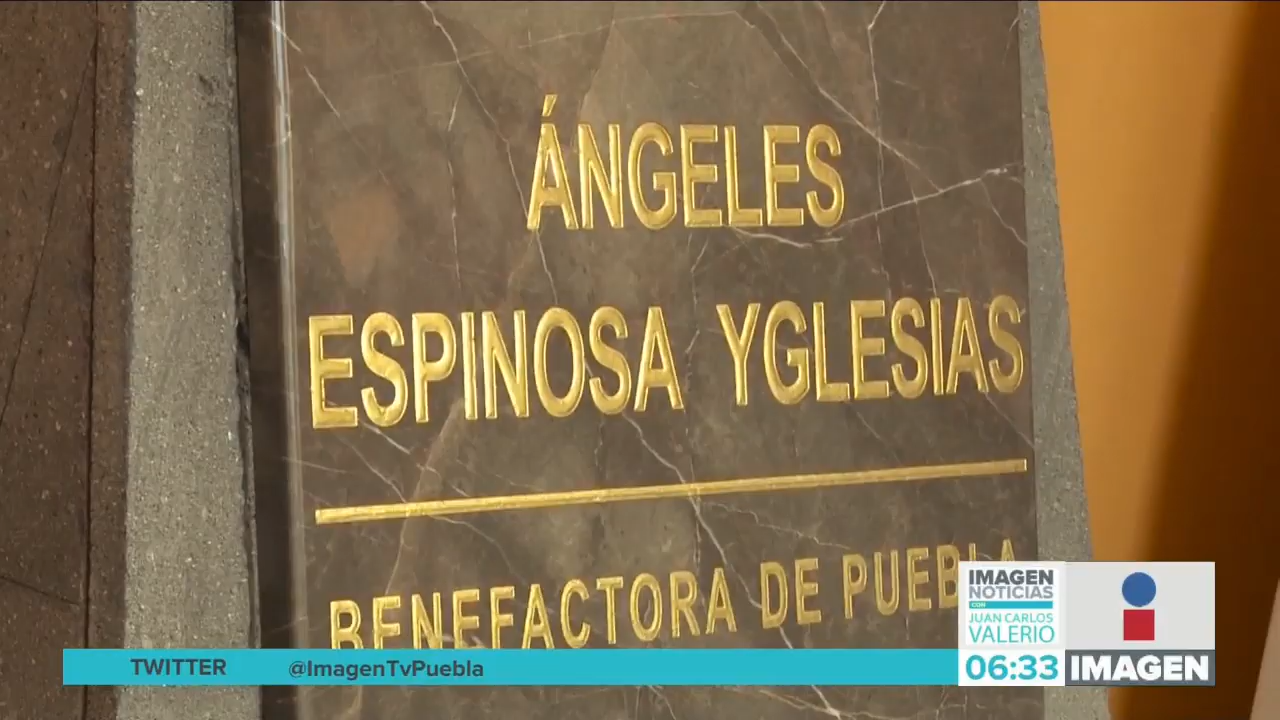 ÁNGELES
ESPINOSA YGLESIAS
BENEFACTORA DE PUEBLA
IMAGEN
NOTICIAS
CON
JUAN CARLOS
VALERIO
TWITTER @ImagenTvPuebla
06:33 IMAGEN